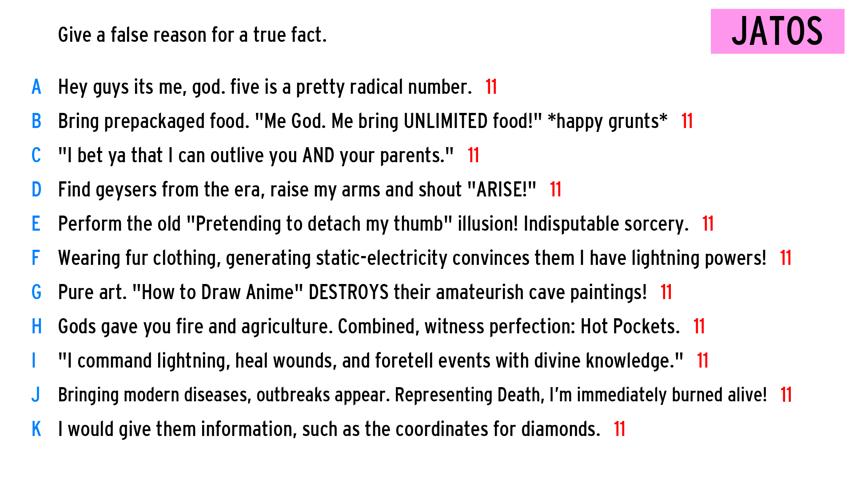 JATOS
Give a false reason for a true fact.
A Hey guys its me, god. five is a pretty radical number. 11
B Bring prepackaged food. "Me God. Me bring UNLIMITED food!" *happy grunts* 11
C "I bet ya that I can outlive you AND your parents." 11
D Find geysers from the era, raise my arms and shout "ARISE!" 11
E Perform the old "Pretending to detach my thumb" illusion! Indisputable sorcery. 11
F Wearing fur clothing, generating static-electricity convinces them I have lightning powers! 11
G Pure art. "How to Draw Anime" DESTROYS their amateurish cave paintings! 11
H Gods gave you fire and agriculture. Combined, witness perfection: Hot Pockets. 11
I "I command lightning, heal wounds, and foretell events with divine knowledge." 11
J Bringing modern diseases, outbreaks appear. Representing Death, I'm immediately burned alive! 11
K I would give them information, such as the coordinates for diamonds. 11